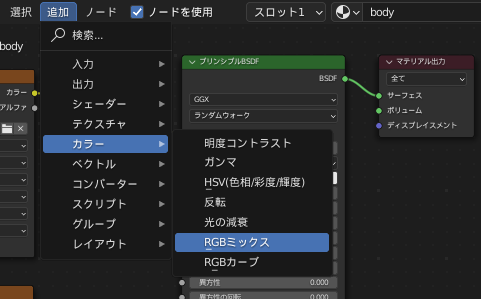 選択 追加 ノード ノードを使用 スロット1 body
body
検索...
入力
出力
シェーダー
テクスチャ
カラー
ベクトル
コンバーター
スクリプト
グループ
レイアウト
明度コントラスト
ガンマ
HSV(色相/彩度/輝度)
反転
光の減衰
RGBミックス
RGBカーブ
カラー
アルファ
プリンシプルBSDF
BSDF
GGX
ランダムウォーク
異方性 0.000
異方性の回転 0.000
マテリアル出力
全て
サーフェス
ボリューム
ディスプレイスメント